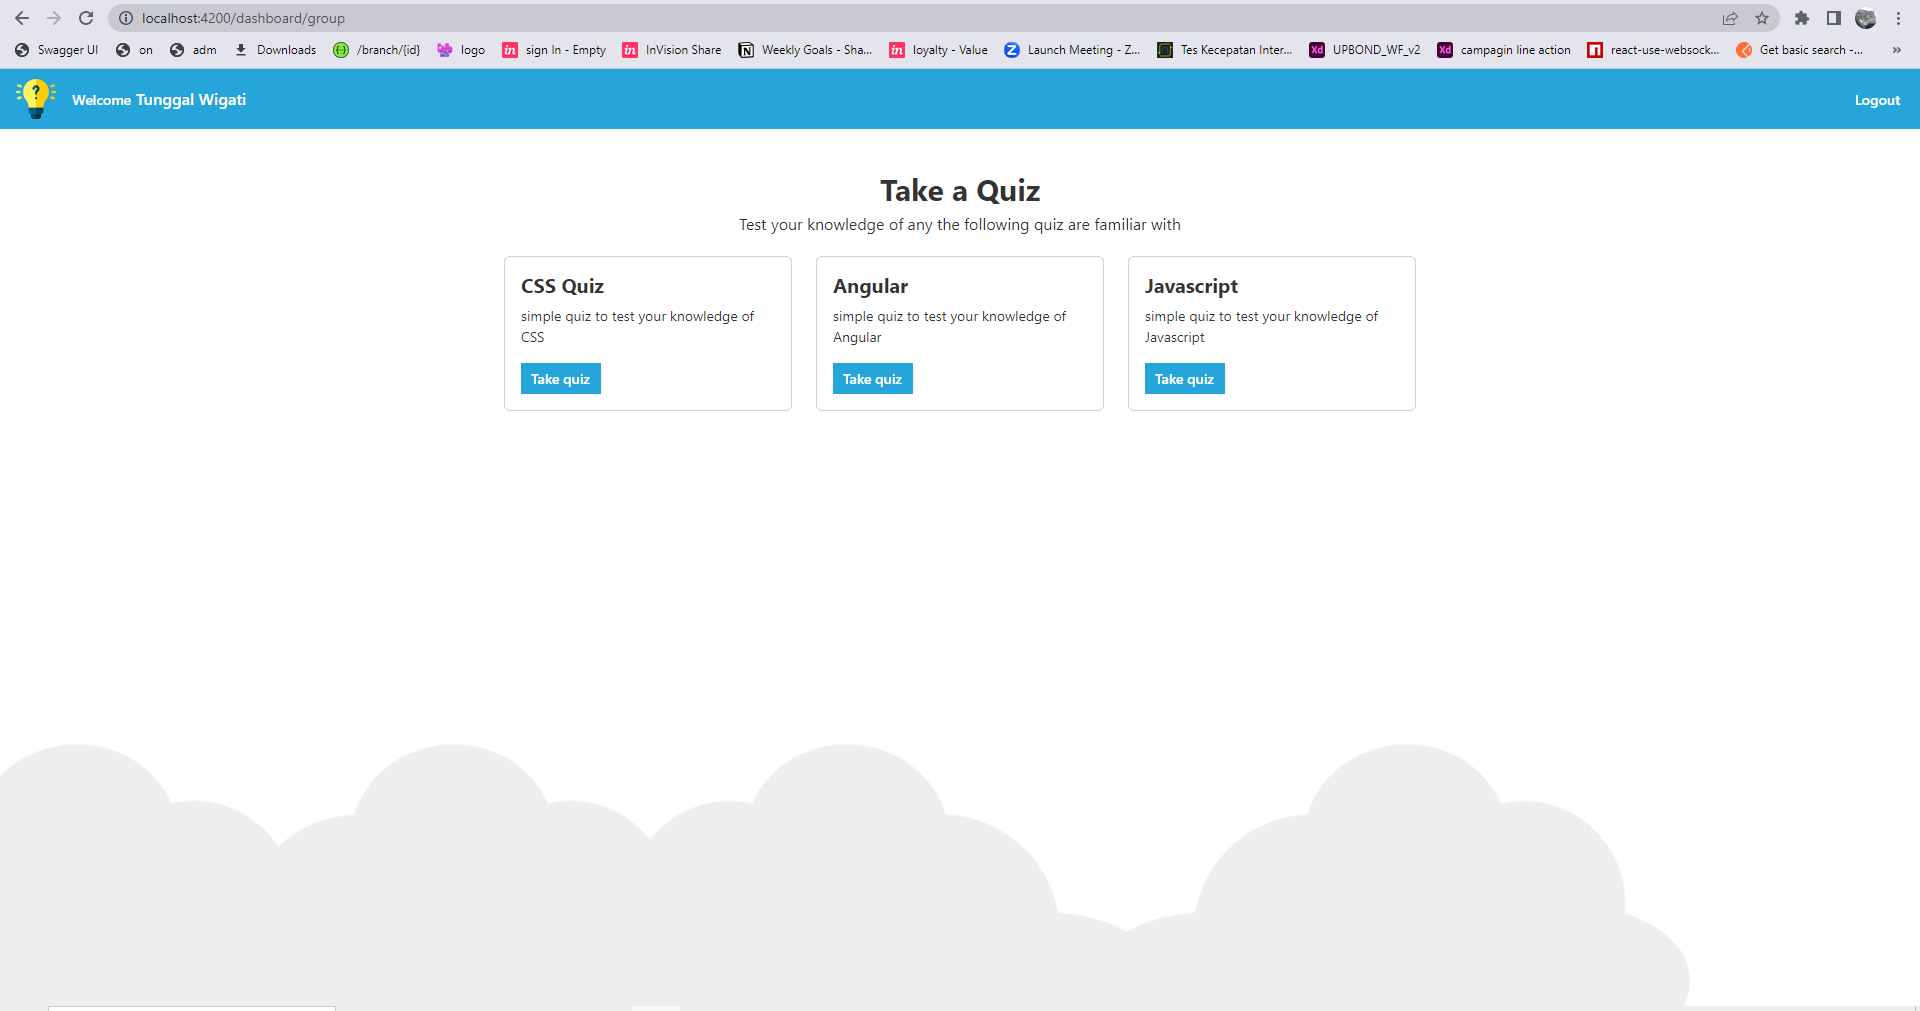 localhost:4200/dashboard/group
Swagger UI on adm Downloads /branch/{id} logo sign In - Empty InVision Share Weekly Goals - Sha... loyalty - Value Launch Meeting - Z... Tes Kecepatan Inter... UPBOND_WF_v2 campagin line action react-use-websock... Get basic search -... »
Welcome Tunggal Wigati Logout
Take a Quiz
Test your knowledge of any the following quiz are familiar with
CSS Quiz
simple quiz to test your knowledge of
CSS
Take quiz
Angular
simple quiz to test your knowledge of
Angular
Take quiz
Javascript
simple quiz to test your knowledge of
Javascript
Take quiz